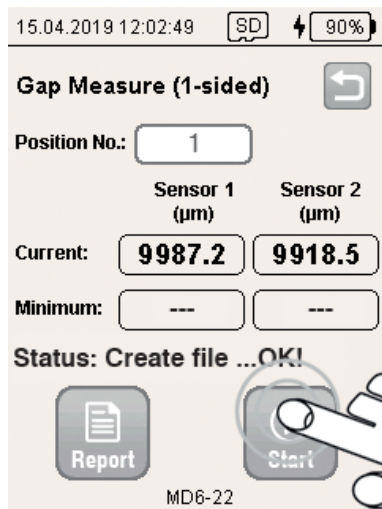 15.04.2019 12:02:49 SD 90%
Gap Measure (1-sided)
Position No.: 1
Sensor 1 Sensor 2
(µm) (µm)
Current: 9987.2 9918.5
Minimum: --- ---
Status: Create file ...OK!
Report Start
MD6-22